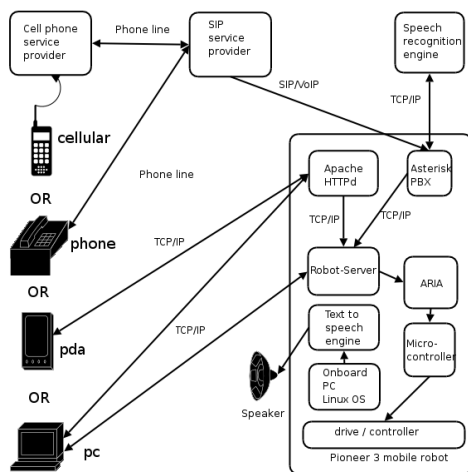 Cell phone
service
provider
Phone line
SIP
service
provider
Speech
recognition
engine
SIP/VoIP
TCP/IP
cellular
OR
Phone line
phone
OR
TCP/IP
pda
OR
TCP/IP
pc
Apache
HTTPd
Asterisk
PBX
TCP/IP
TCP/IP
Robot-Server
ARIA
Text to
speech
engine
Micro-
controller
Onboard
PC
Linux OS
Speaker
drive / controller
Pioneer 3 mobile robot